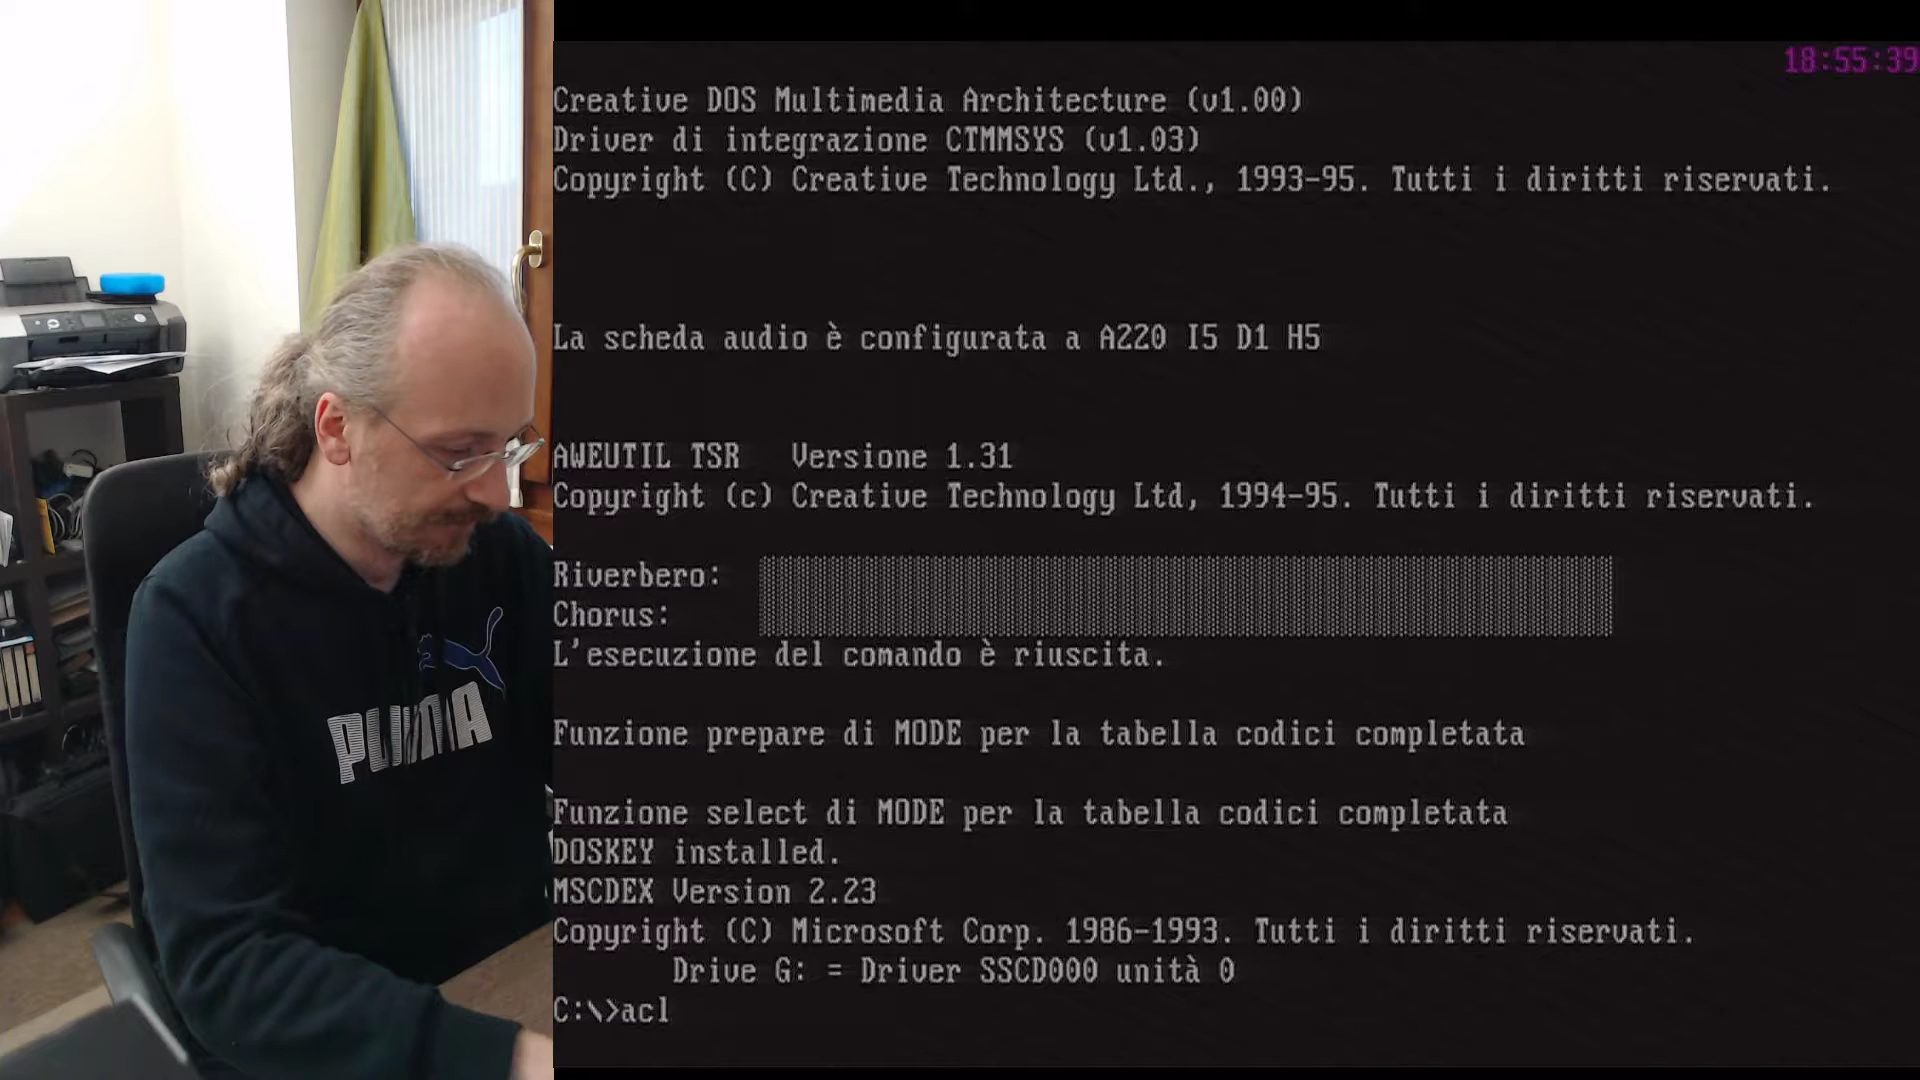 18:55:39
Creative DOS Multimedia Architecture (v1.00)
Driver di integrazione CTMMSYS (v1.03)
Copyright (C) Creative Technology Ltd., 1993-95. Tutti i diritti riservati.
La scheda audio è configurata a A220 I5 D1 H5
AWEUTIL TSR   Versione 1.31
Copyright (c) Creative Technology Ltd, 1994-95. Tutti i diritti riservati.
Riverbero:
Chorus:
L'esecuzione del comando è riuscita.
Funzione prepare di MODE per la tabella codici completata
Funzione select di MODE per la tabella codici completata
DOSKEY installed.
MSCDEX Version 2.23
Copyright (C) Microsoft Corp. 1986-1993. Tutti i diritti riservati.
Drive G: = Driver SSCD000 unità 0
C:\>acl
PUMA